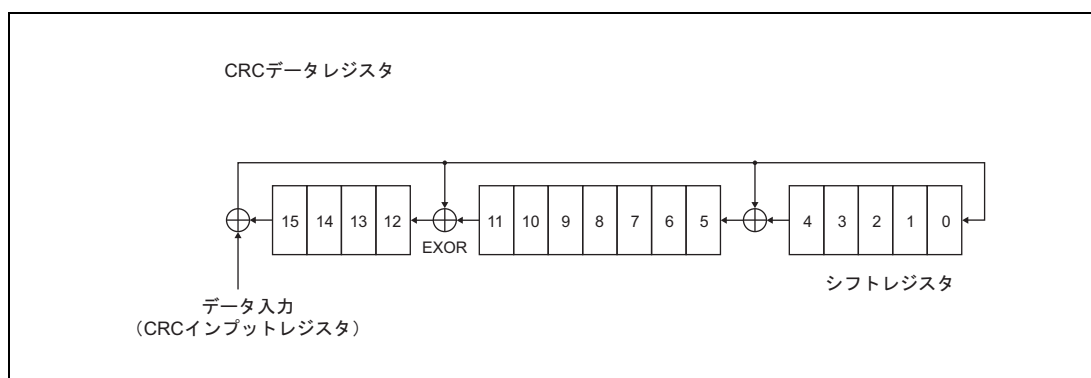 CRCデータレジスタ
15 14 13 12
EXOR
11 10 9 8 7 6 5
4 3 2 1 0
シフトレジスタ
データ入力
（CRCインプットレジスタ）